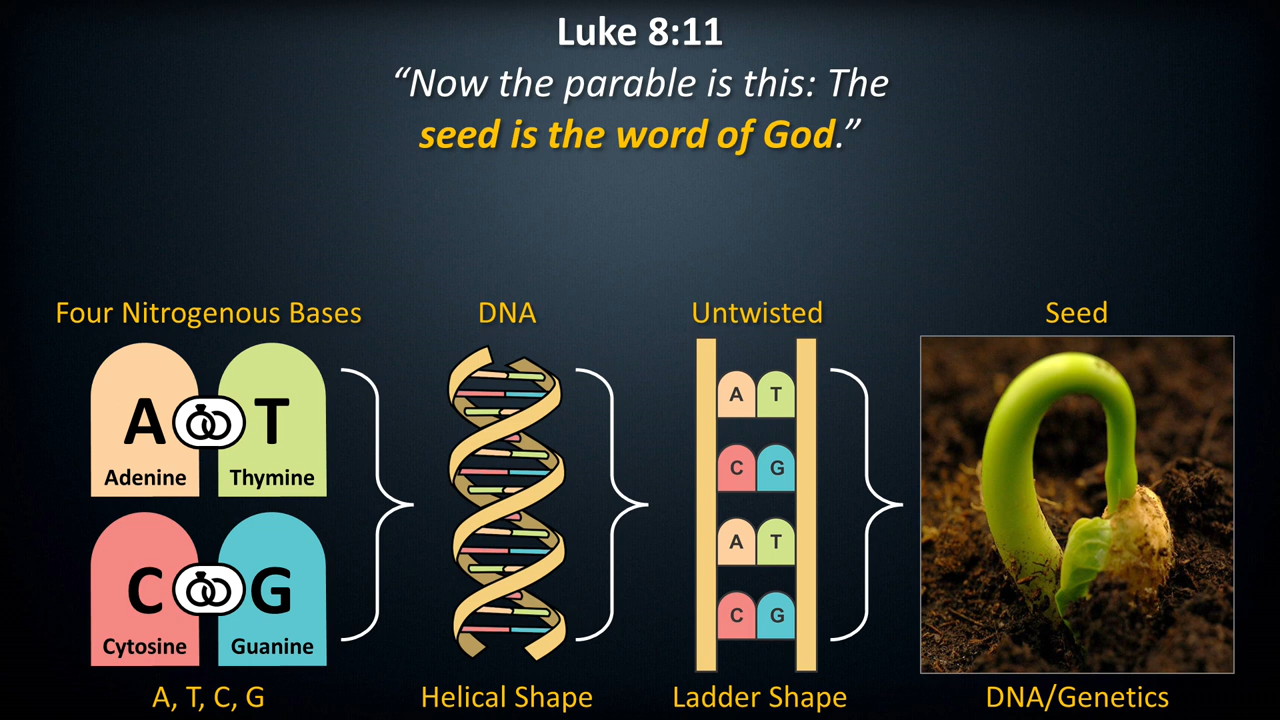 Luke 8:11
“Now the parable is this: The
seed is the word of God.”
Four Nitrogenous Bases
A T
Adenine Thymine
C G
Cytosine Guanine
A, T, C, G
DNA
Helical Shape
Untwisted
A T
C G
A T
C G
Ladder Shape
Seed
DNA/Genetics